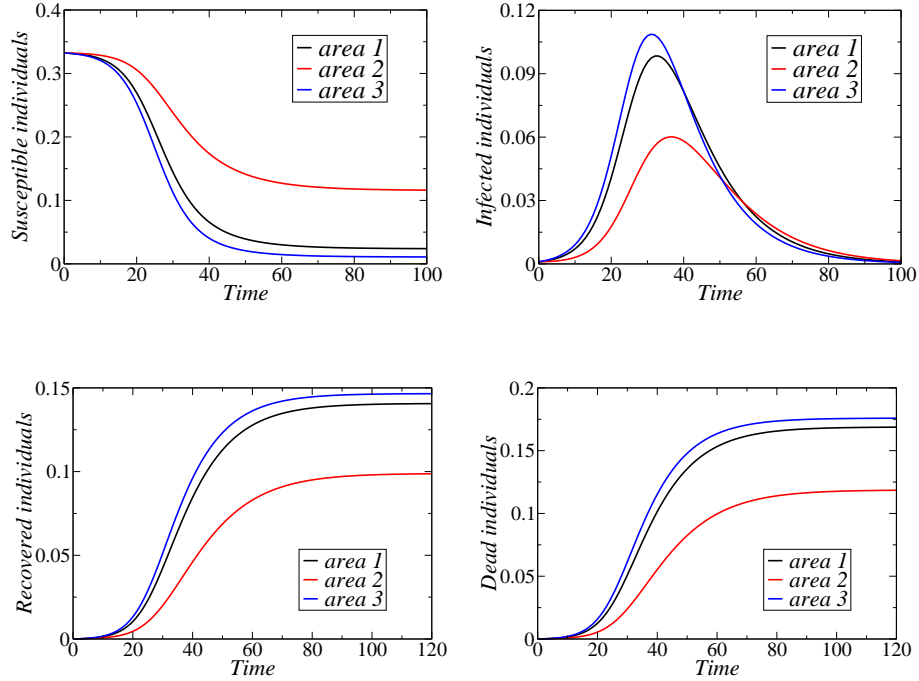 Susceptible individuals
0.4
0.3
0.2
0.1
0
0 20 40 60 80 100
Time
area 1
area 2
area 3
Infected individuals
0.12
0.09
0.06
0.03
0
0 20 40 60 80 100
Time
area 1
area 2
area 3
Recovered individuals
0.15
0.1
0.05
0
0 20 40 60 80 100 120
Time
area 1
area 2
area 3
Dead individuals
0.2
0.15
0.1
0.05
0
0 20 40 60 80 100 120
Time
area 1
area 2
area 3